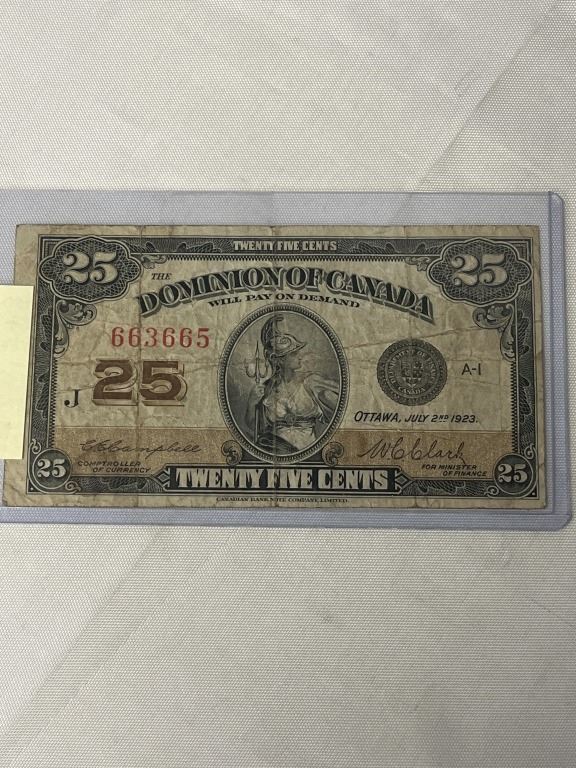 TWENTY FIVE CENTS
25 25
THE
DOMINION OF CANADA
WILL PAY ON DEMAND
663665
J 25
A-1
OTTAWA, JULY 2ND 1923.
COMPTROLLER
OF CURRENCY
FOR MINISTER
OF FINANCE
25 TWENTY FIVE CENTS 25
CANADIAN BANK NOTE COMPANY, LIMITED.